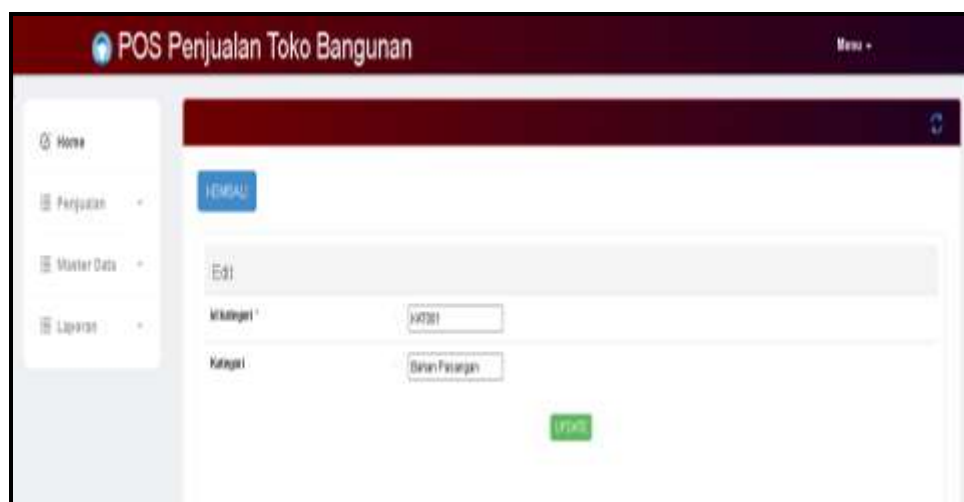 POS Penjualan Toko Bangunan
Menu
Home
Penjualan
Master Data
Laporan
KEMBALI
Edit
Id kategori *
KAT001
Kategori
Bahan Pasangan
UPDATE